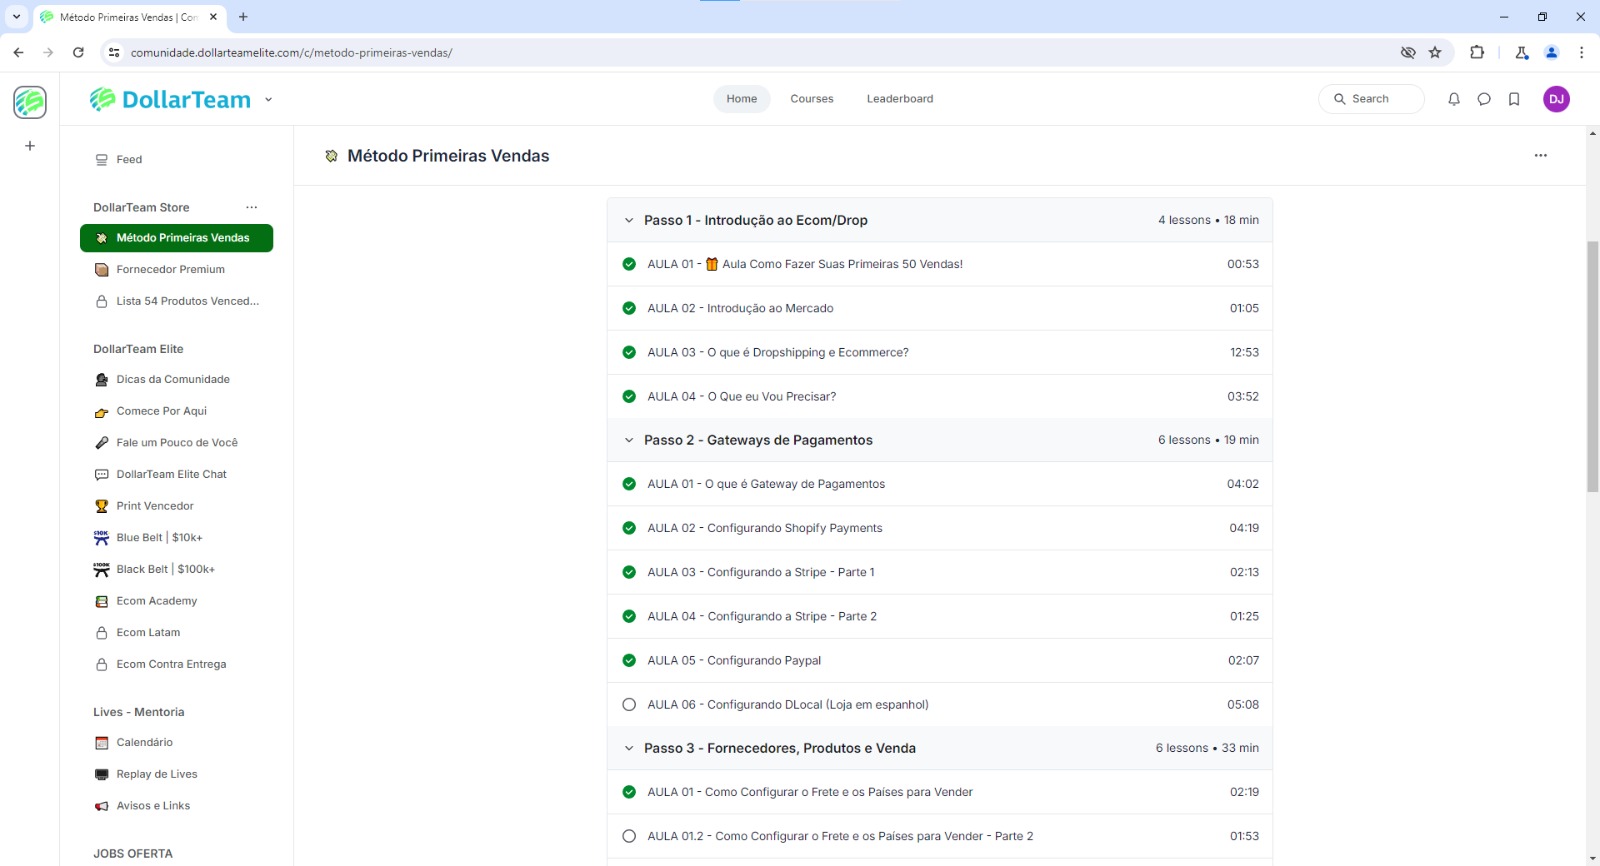 Método Primeiras Vendas | Con
comunidade.dollarteamelite.com/c/metodo-primeiras-vendas/
DollarTeam
Home
Courses
Leaderboard
Search
DJ
Feed
DollarTeam Store
Método Primeiras Vendas
Fornecedor Premium
Lista 54 Produtos Venced...
DollarTeam Elite
Dicas da Comunidade
Comece Por Aqui
Fale um Pouco de Você
DollarTeam Elite Chat
Print Vencedor
Blue Belt | $10k+
Black Belt | $100k+
Ecom Academy
Ecom Latam
Ecom Contra Entrega
Lives - Mentoria
Calendário
Replay de Lives
Avisos e Links
JOBS OFERTA
Método Primeiras Vendas
Passo 1 - Introdução ao Ecom/Drop 4 lessons • 18 min
AULA 01 - 🎁 Aula Como Fazer Suas Primeiras 50 Vendas! 00:53
AULA 02 - Introdução ao Mercado 01:05
AULA 03 - O que é Dropshipping e Ecommerce? 12:53
AULA 04 - O Que eu Vou Precisar? 03:52
Passo 2 - Gateways de Pagamentos 6 lessons • 19 min
AULA 01 - O que é Gateway de Pagamentos 04:02
AULA 02 - Configurando Shopify Payments 04:19
AULA 03 - Configurando a Stripe - Parte 1 02:13
AULA 04 - Configurando a Stripe - Parte 2 01:25
AULA 05 - Configurando Paypal 02:07
AULA 06 - Configurando DLocal (Loja em espanhol) 05:08
Passo 3 - Fornecedores, Produtos e Venda 6 lessons • 33 min
AULA 01 - Como Configurar o Frete e os Países para Vender 02:19
AULA 01.2 - Como Configurar o Frete e os Países para Vender - Parte 2 01:53